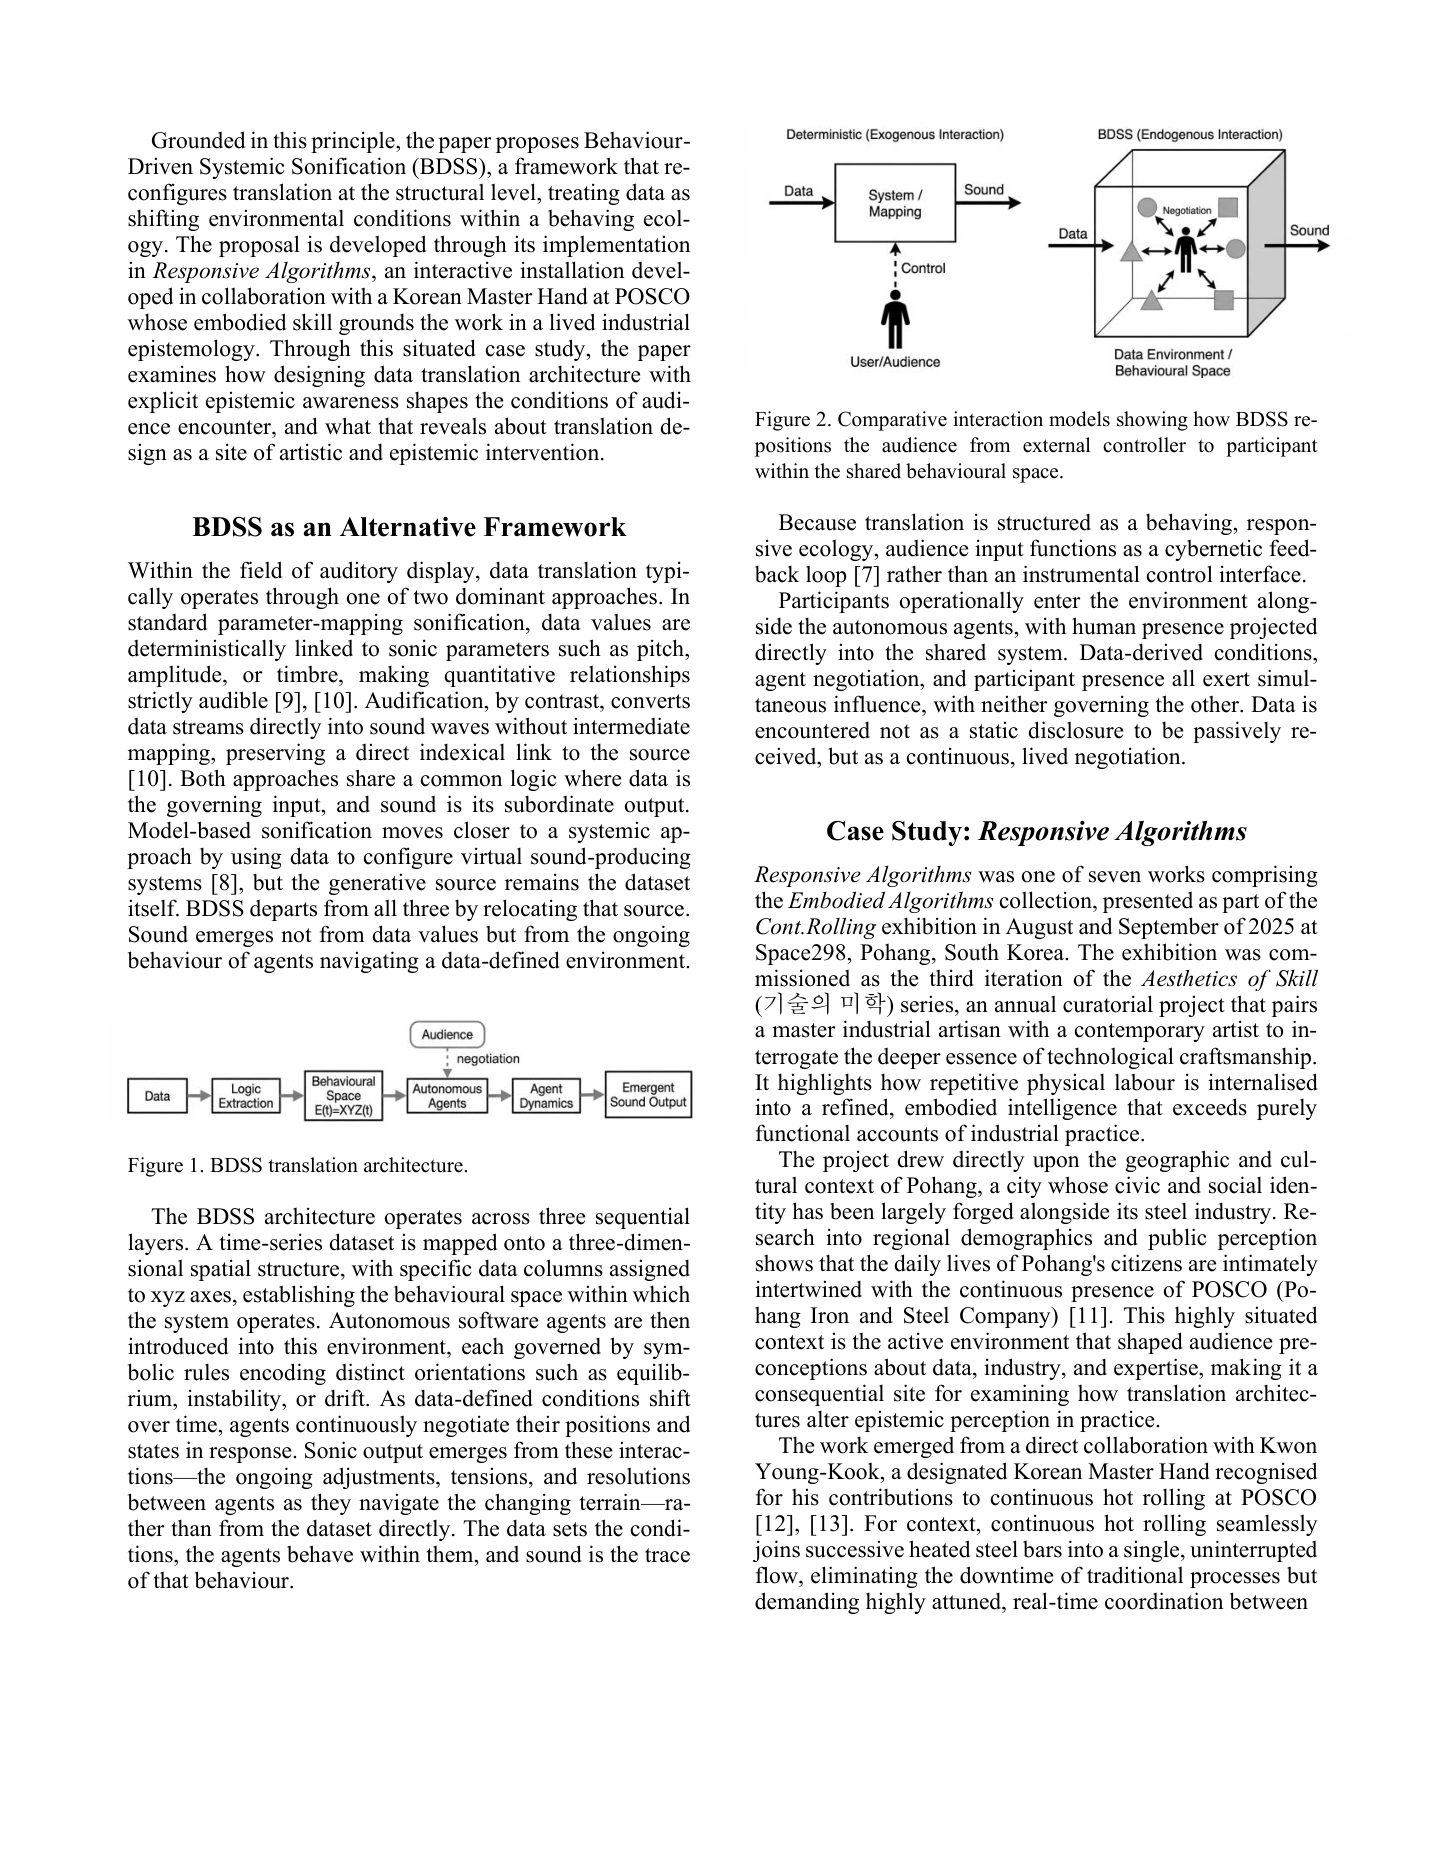 Grounded in this principle, the paper proposes Behaviour-
Driven Systemic Sonification (BDSS), a framework that re-
configures translation at the structural level, treating data as
shifting environmental conditions within a behaving ecol-
ogy. The proposal is developed through its implementation
in Responsive Algorithms, an interactive installation devel-
oped in collaboration with a Korean Master Hand at POSCO
whose embodied skill grounds the work in a lived industrial
epistemology. Through this situated case study, the paper
examines how designing data translation architecture with
explicit epistemic awareness shapes the conditions of audi-
ence encounter, and what that reveals about translation de-
sign as a site of artistic and epistemic intervention.
BDSS as an Alternative Framework
Within the field of auditory display, data translation typi-
cally operates through one of two dominant approaches. In
standard parameter-mapping sonification, data values are
deterministically linked to sonic parameters such as pitch,
amplitude, or timbre, making quantitative relationships
strictly audible [9], [10]. Audification, by contrast, converts
data streams directly into sound waves without intermediate
mapping, preserving a direct indexical link to the source
[10]. Both approaches share a common logic where data is
the governing input, and sound is its subordinate output.
Model-based sonification moves closer to a systemic ap-
proach by using data to configure virtual sound-producing
systems [8], but the generative source remains the dataset
itself. BDSS departs from all three by relocating that source.
Sound emerges not from data values but from the ongoing
behaviour of agents navigating a data-defined environment.
Audience
negotiation
Data
Logic
Extraction
Behavioural
Space
E(t)=XYZ(t)
Autonomous
Agents
Agent
Dynamics
Emergent
Sound Output
Figure 1. BDSS translation architecture.
The BDSS architecture operates across three sequential
layers. A time-series dataset is mapped onto a three-dimen-
sional spatial structure, with specific data columns assigned
to xyz axes, establishing the behavioural space within which
the system operates. Autonomous software agents are then
introduced into this environment, each governed by sym-
bolic rules encoding distinct orientations such as equilib-
rium, instability, or drift. As data-defined conditions shift
over time, agents continuously negotiate their positions and
states in response. Sonic output emerges from these interac-
tions—the ongoing adjustments, tensions, and resolutions
between agents as they navigate the changing terrain—ra-
ther than from the dataset directly. The data sets the condi-
tions, the agents behave within them, and sound is the trace
of that behaviour.
Deterministic (Exogenous Interaction)
Data
System /
Mapping
Sound
Control
User/Audience
BDSS (Endogenous Interaction)
Negotiation
Data
Sound
Data Environment /
Behavioural Space
Figure 2. Comparative interaction models showing how BDSS re-
positions the audience from external controller to participant
within the shared behavioural space.
Because translation is structured as a behaving, respon-
sive ecology, audience input functions as a cybernetic feed-
back loop [7] rather than an instrumental control interface.
Participants operationally enter the environment along-
side the autonomous agents, with human presence projected
directly into the shared system. Data-derived conditions,
agent negotiation, and participant presence all exert simul-
taneous influence, with neither governing the other. Data is
encountered not as a static disclosure to be passively re-
ceived, but as a continuous, lived negotiation.
Case Study: Responsive Algorithms
Responsive Algorithms was one of seven works comprising
the Embodied Algorithms collection, presented as part of the
Cont.Rolling exhibition in August and September of 2025 at
Space298, Pohang, South Korea. The exhibition was com-
missioned as the third iteration of the Aesthetics of Skill
(기술의 미학) series, an annual curatorial project that pairs
a master industrial artisan with a contemporary artist to in-
terrogate the deeper essence of technological craftsmanship.
It highlights how repetitive physical labour is internalised
into a refined, embodied intelligence that exceeds purely
functional accounts of industrial practice.
The project drew directly upon the geographic and cul-
tural context of Pohang, a city whose civic and social iden-
tity has been largely forged alongside its steel industry. Re-
search into regional demographics and public perception
shows that the daily lives of Pohang's citizens are intimately
intertwined with the continuous presence of POSCO (Po-
hang Iron and Steel Company) [11]. This highly situated
context is the active environment that shaped audience pre-
conceptions about data, industry, and expertise, making it a
consequential site for examining how translation architec-
tures alter epistemic perception in practice.
The work emerged from a direct collaboration with Kwon
Young-Kook, a designated Korean Master Hand recognised
for his contributions to continuous hot rolling at POSCO
[12], [13]. For context, continuous hot rolling seamlessly
joins successive heated steel bars into a single, uninterrupted
flow, eliminating the downtime of traditional processes but
demanding highly attuned, real-time coordination between